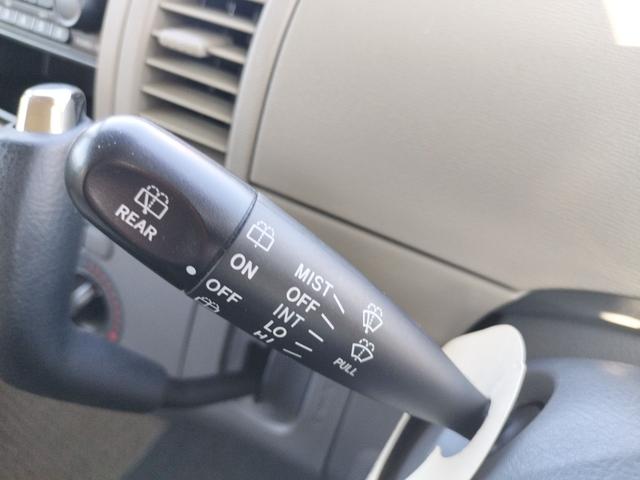 REAR
ON
OFF
MIST
OFF
INT
LO
HI
PULL